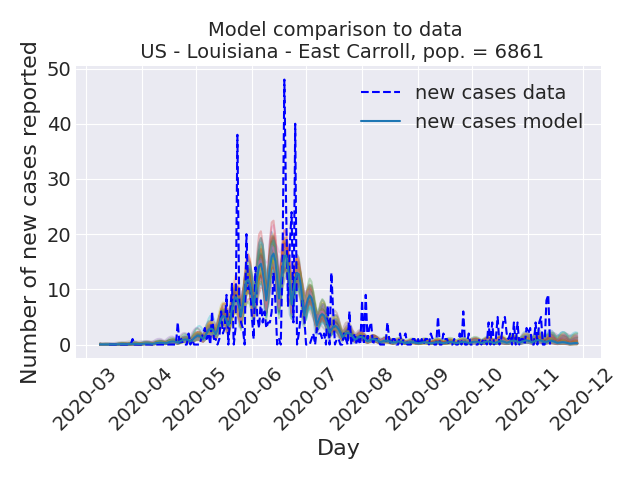 Model comparison to data
US - Louisiana - East Carroll, pop. = 6861
Number of new cases reported
50
40
30
20
10
0
new cases data
new cases model
2020-03
2020-04
2020-05
2020-06
2020-07
2020-08
2020-09
2020-10
2020-11
2020-12
Day